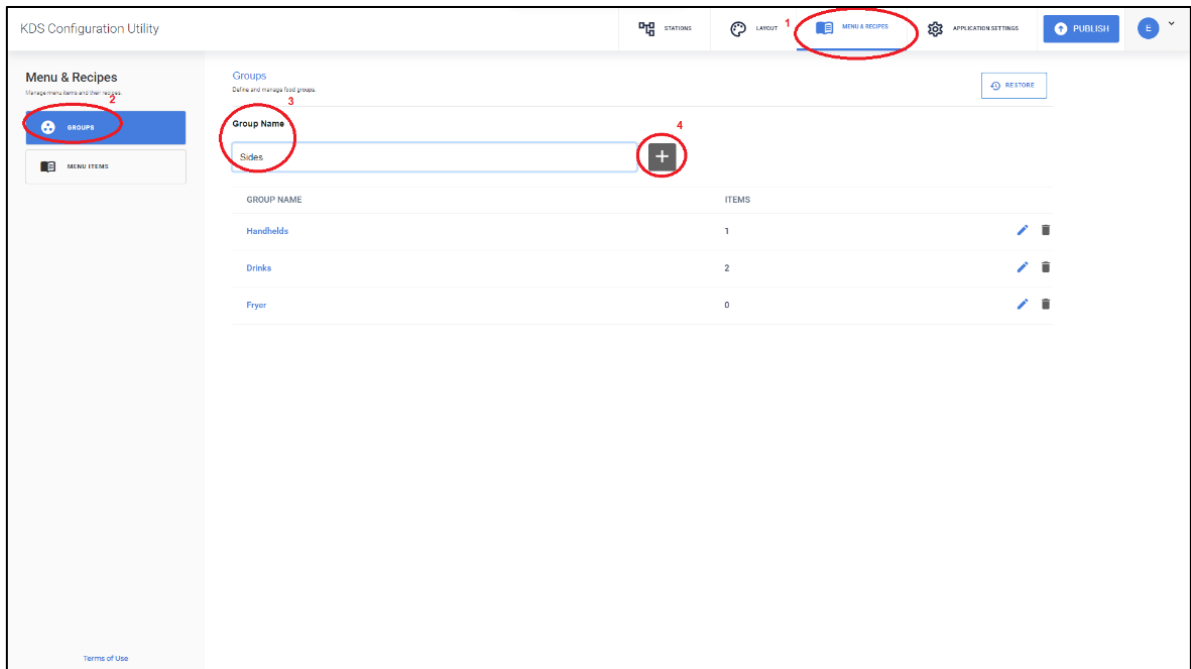 KDS Configuration Utility
STATIONS
LAYOUT
1
MENU & RECIPES
APPLICATION SETTINGS
PUBLISH
E
Menu & Recipes
Manage menu items and their recipes.
2
GROUPS
MENU ITEMS
Groups
Define and manage food groups.
RESTORE
3
Group Name
4
Sides
+
GROUP NAME ITEMS
Handhelds 1
Drinks 2
Fryer 0
Terms of Use